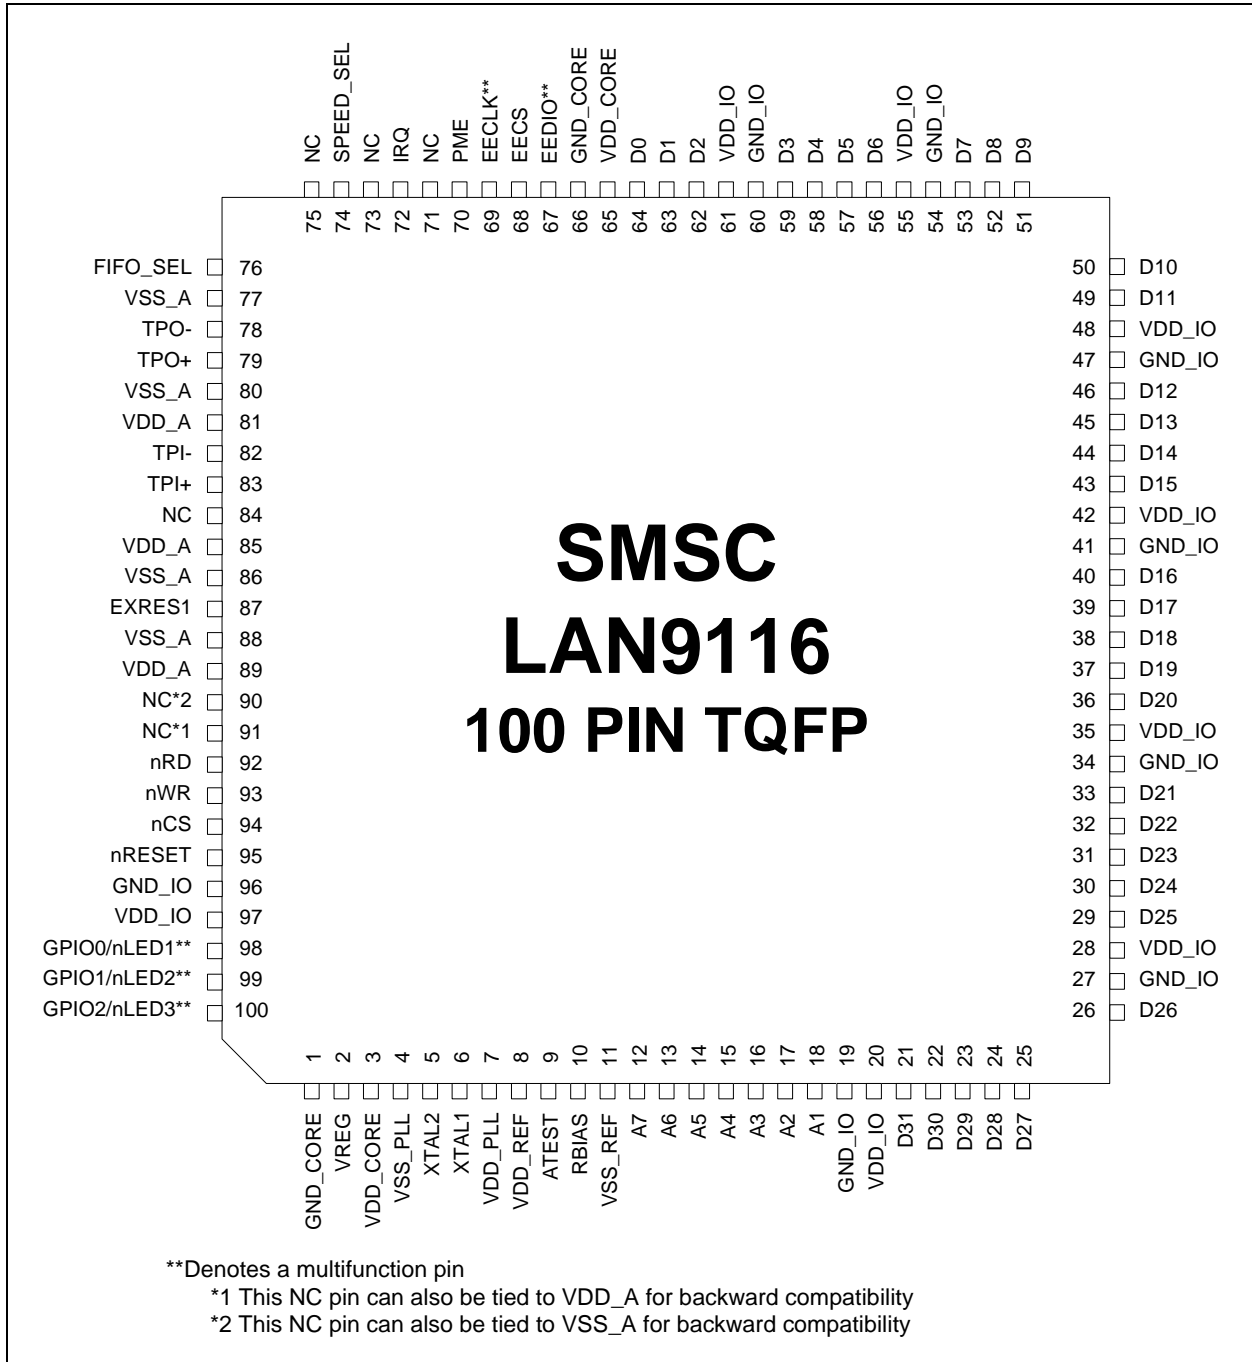 NC
SPEED_SEL
NC
IRQ
NC
PME
EECLK**
EECS
EEDIO**
GND_CORE
VDD_CORE
D0
D1
D2
VDD_IO
GND_IO
D3
D4
D5
D6
VDD_IO
GND_IO
D7
D8
D9
75
74
73
72
71
70
69
68
67
66
65
64
63
62
61
60
59
58
57
56
55
54
53
52
51
FIFO_SEL 76
VSS_A 77
TPO- 78
TPO+ 79
VSS_A 80
VDD_A 81
TPI- 82
TPI+ 83
NC 84
VDD_A 85
VSS_A 86
EXRES1 87
VSS_A 88
VDD_A 89
NC*2 90
NC*1 91
nRD 92
nWR 93
nCS 94
nRESET 95
GND_IO 96
VDD_IO 97
GPIO0/nLED1** 98
GPIO1/nLED2** 99
GPIO2/nLED3** 100
SMSC
LAN9116
100 PIN TQFP
50 D10
49 D11
48 VDD_IO
47 GND_IO
46 D12
45 D13
44 D14
43 D15
42 VDD_IO
41 GND_IO
40 D16
39 D17
38 D18
37 D19
36 D20
35 VDD_IO
34 GND_IO
33 D21
32 D22
31 D23
30 D24
29 D25
28 VDD_IO
27 GND_IO
26 D26
1
2
3
4
5
6
7
8
9
10
11
12
13
14
15
16
17
18
19
20
21
22
23
24
25
GND_CORE
VREG
VDD_CORE
VSS_PLL
XTAL2
XTAL1
VDD_PLL
VDD_REF
ATEST
RBIAS
VSS_REF
A7
A6
A5
A4
A3
A2
A1
GND_IO
VDD_IO
D31
D30
D29
D28
D27
**Denotes a multifunction pin
*1 This NC pin can also be tied to VDD_A for backward compatibility
*2 This NC pin can also be tied to VSS_A for backward compatibility